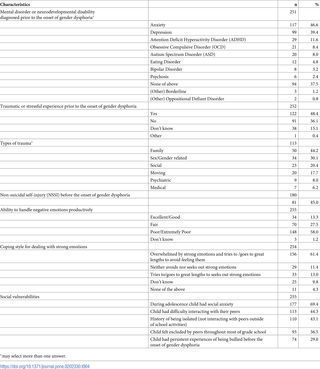 Characteristics n %
Mental disorder or neurodevelopmental disability 251
diagnosed prior to the onset of gender dysphoria*
Anxiety 117 46.6
Depression 99 39.4
Attention Deficit Hyperactivity Disorder (ADHD) 29 11.6
Obsessive Compulsive Disorder (OCD) 21 8.4
Autism Spectrum Disorder (ASD) 20 8.0
Eating Disorder 12 4.8
Bipolar Disorder 8 3.2
Psychosis 6 2.4
None of above 94 37.5
(Other) Borderline 3 1.2
(Other) Oppositional Defiant Disorder 2 0.8
Traumatic or stressful experience prior to the onset of gender dysphoria 252
Yes 122 48.4
No 91 36.1
Don't know 38 15.1
Other 1 0.4
Types of trauma* 113
Family 50 44.2
Sex/Gender related 34 30.1
Social 23 20.4
Moving 20 17.7
Psychiatric 9 8.0
Medical 7 6.2
Non-suicidal self-injury (NSSI) before the onset of gender dysphoria 180
81 45.0
Ability to handle negative emotions productively 255
Excellent/Good 34 13.3
Fair 70 27.5
Poor/Extremely Poor 148 58.0
Don't know 3 1.2
Coping style for dealing with strong emotions 254
Overwhelmed by strong emotions and tries to /goes to great 156 61.4
lengths to avoid feeling them
Neither avoids nor seeks out strong emotions 29 11.4
Tries to/goes to great lengths to seeks out strong emotions 33 13.0
Don't know 25 9.8
None of the above 11 4.3
Social vulnerabilities 255
During adolescence child had social anxiety 177 69.4
Child had difficulty interacting with their peers 113 44.3
History of being isolated (not interacting with peers outside 110 43.1
of school activities)
Child felt excluded by peers throughout most of grade school 93 36.5
Child had persistent experiences of being bullied before the 74 29.0
onset of gender dysphoria
* may select more than one answer.
https://doi.org/10.1371/journal.pone.0202330.t004